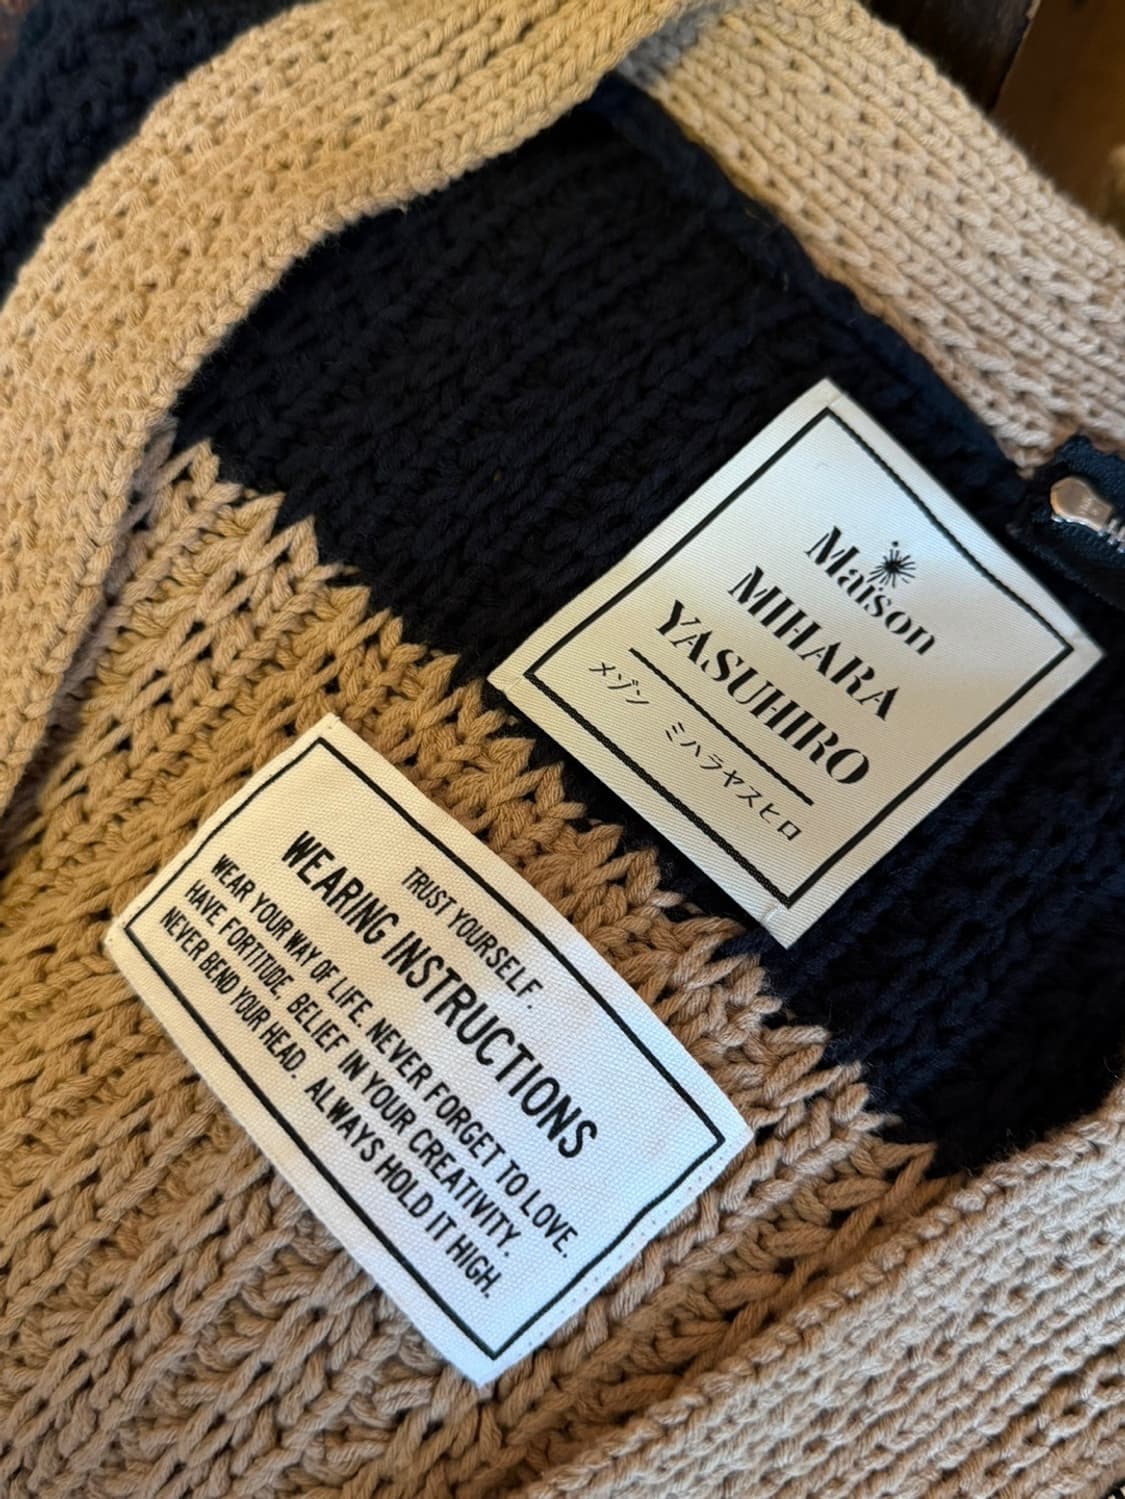 Maison
MIHARA
YASUHIRO
メゾン ミハラヤスヒロ
TRUST YOURSELF.
WEARING INSTRUCTIONS
WEAR YOUR WAY OF LIFE. NEVER FORGET TO LOVE.
HAVE FORTITUDE. BELIEF IN YOUR CREATIVITY.
NEVER BEND YOUR HEAD. ALWAYS HOLD IT HIGH.